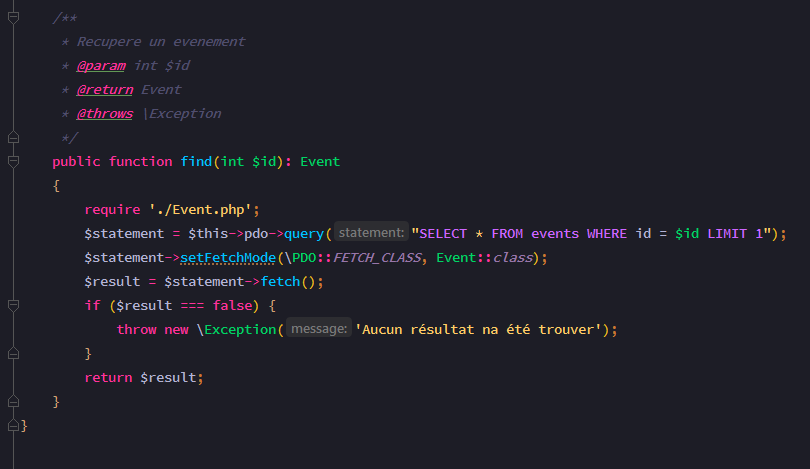 /**
 * Recupere un evenement
 * @param int $id
 * @return Event
 * @throws \Exception
 */
public function find(int $id): Event
{
    require './Event.php';
    $statement = $this->pdo->query( statement: "SELECT * FROM events WHERE id = $id LIMIT 1");
    $statement->setFetchMode(\PDO::FETCH_CLASS, Event::class);
    $result = $statement->fetch();
    if ($result === false) {
        throw new \Exception( message: 'Aucun résultat na été trouver');
    }
    return $result;
}
}